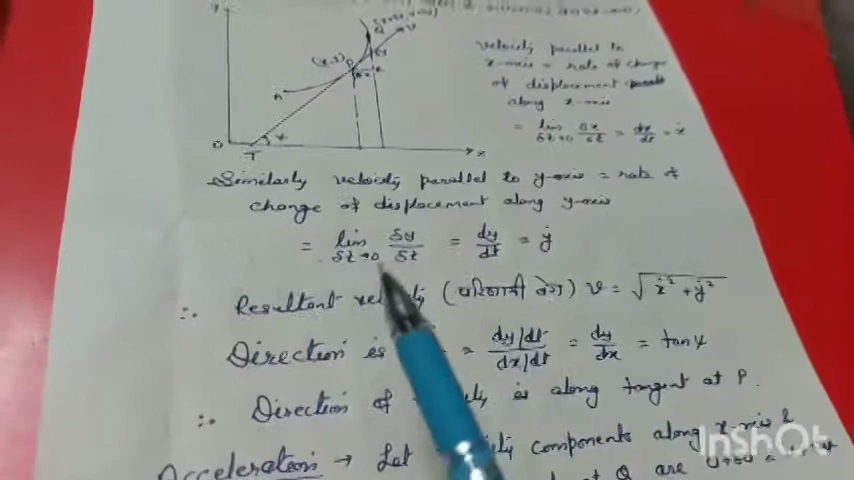 y
Q
(x,y) P
A
ψ
O
T
x
velocity parallel to
x-axis = rate of change
of displacement
along x-axis
= lim δt→0 δx/δt = dx/dt = ẋ
Similarly velocity parallel to y-axis = rate of
change of displacement along y-axis
= lim δt→0 δy/δt = dy/dt = ẏ
∴ Resultant (परिणामी वेग) v = √ẋ² + ẏ²
Direction is = dy/dt / dx/dt = dy/dx = tanψ
∴ Direction of is along tangent at P.
Acceleration → Let components along x-axis &
at Q are
InShot